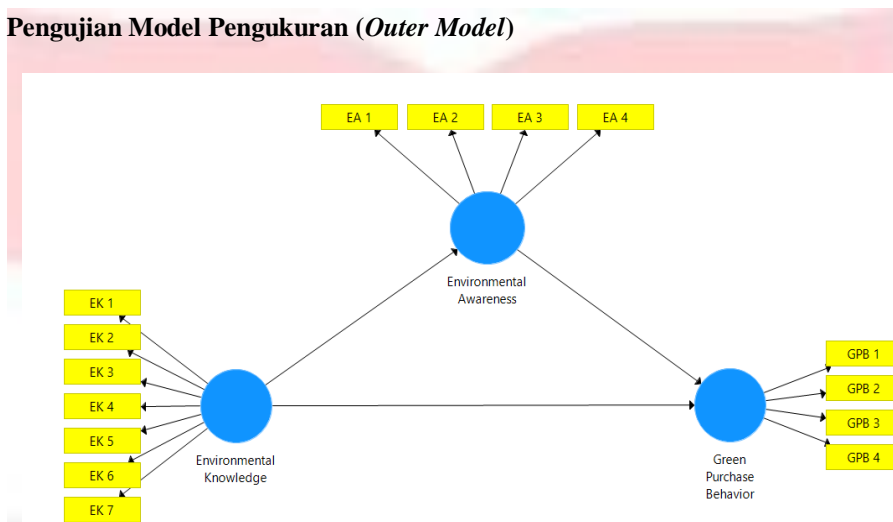 Pengujian Model Pengukuran (Outer Model)
EA 1
EA 2
EA 3
EA 4
Environmental
Awareness
EK 1
EK 2
EK 3
EK 4
EK 5
EK 6
EK 7
Environmental
Knowledge
GPB 1
GPB 2
GPB 3
GPB 4
Green
Purchase
Behavior